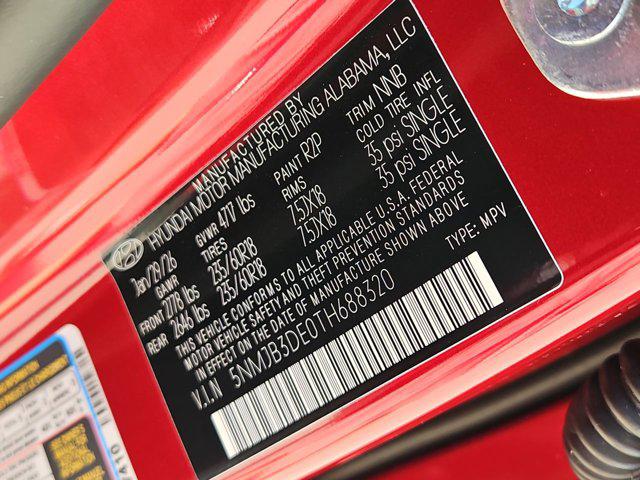 MANUFACTURED BY
HYUNDAI MOTOR MANUFACTURING ALABAMA, LLC
Jan/29/26 GVWR 4717 lbs PAINT R2P TRIM NNB
GAWR TIRES RIMS COLD TIRE INFL
FRONT 2778 lbs 235/60R18 7.5JX18 35 psi SINGLE
REAR 2646 lbs 235/60R18 7.5JX18 35 psi SINGLE
THIS VEHICLE CONFORMS TO ALL APPLICABLE U.S.A. FEDERAL
MOTOR VEHICLE SAFETY AND THEFT PREVENTION STANDARDS
IN EFFECT ON THE DATE OF MANUFACTURE SHOWN ABOVE
V.I.N 5NMJB3DE0TH688320 TYPE: MPV